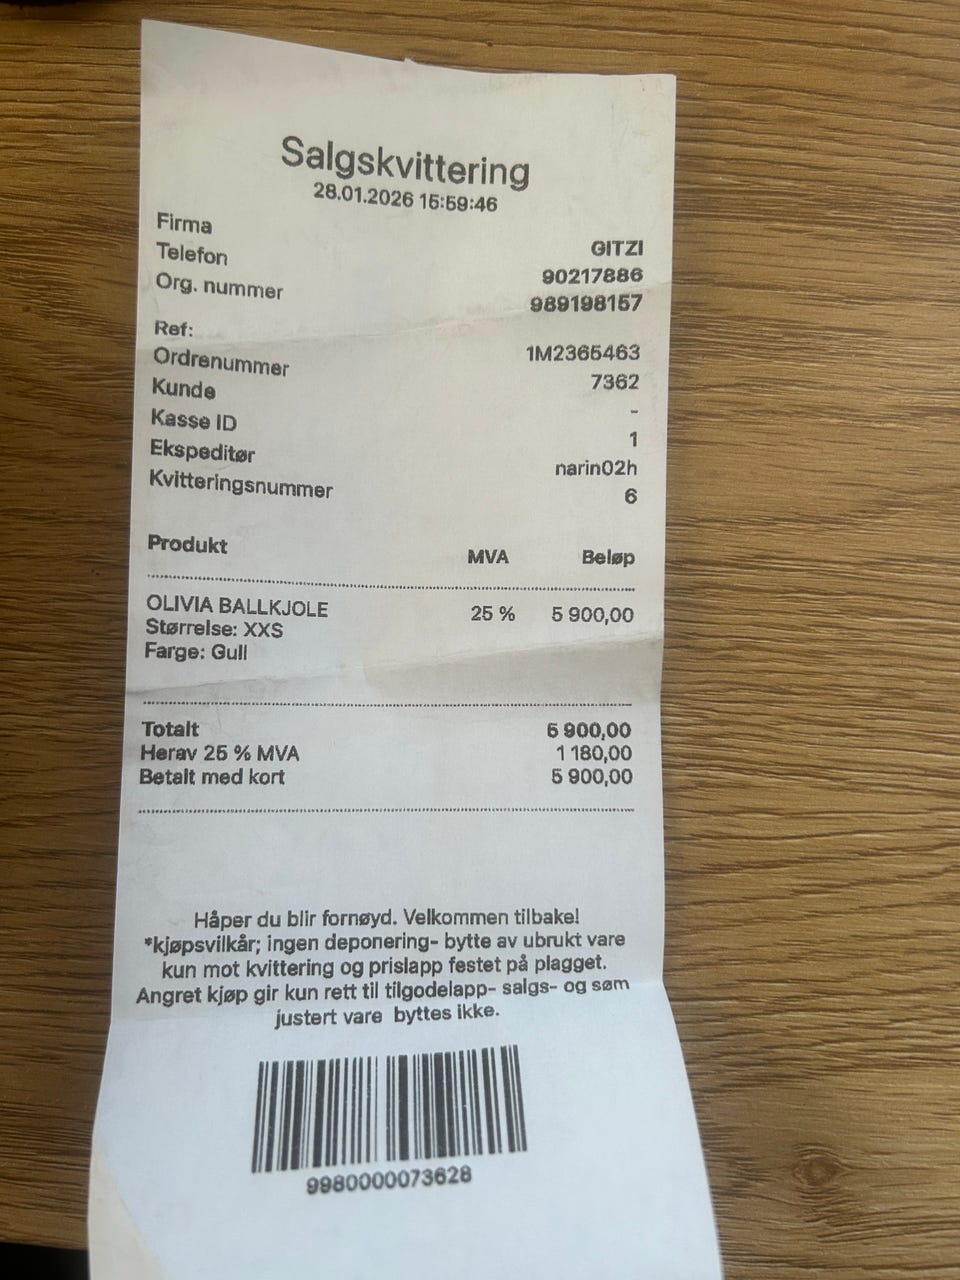 Salgskvittering
28.01.2026 15:59:46
Firma GITZI
Telefon 90217886
Org. nummer 989198157
Ref: 1M2365463
Ordrenummer 7362
Kunde -
Kasse ID 1
Ekspeditør narin02h
Kvitteringsnummer 6
Produkt MVA Beløp
OLIVIA BALLKJOLE 25 % 5 900,00
Størrelse: XXS
Farge: Gull
Totalt 5 900,00
Herav 25 % MVA 1 180,00
Betalt med kort 5 900,00
Håper du blir fornøyd. Velkommen tilbake!
*kjøpsvilkår; ingen deponering- bytte av ubrukt vare
kun mot kvittering og prislapp festet på plagget.
Angret kjøp gir kun rett til tilgodelapp- salgs- og søm
justert vare byttes ikke.
9980000073628